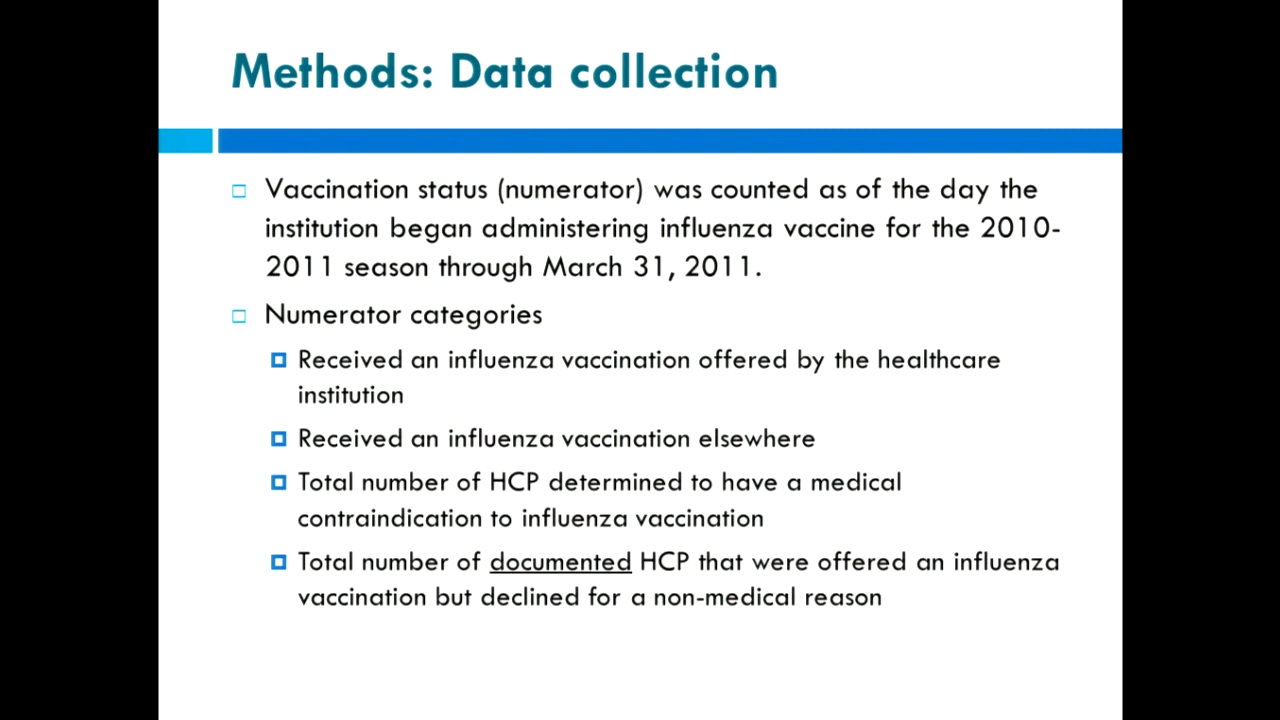 Methods: Data collection
Vaccination status (numerator) was counted as of the day the
institution began administering influenza vaccine for the 2010-
2011 season through March 31, 2011.
Numerator categories
Received an influenza vaccination offered by the healthcare
institution
Received an influenza vaccination elsewhere
Total number of HCP determined to have a medical
contraindication to influenza vaccination
Total number of documented HCP that were offered an influenza
vaccination but declined for a non-medical reason